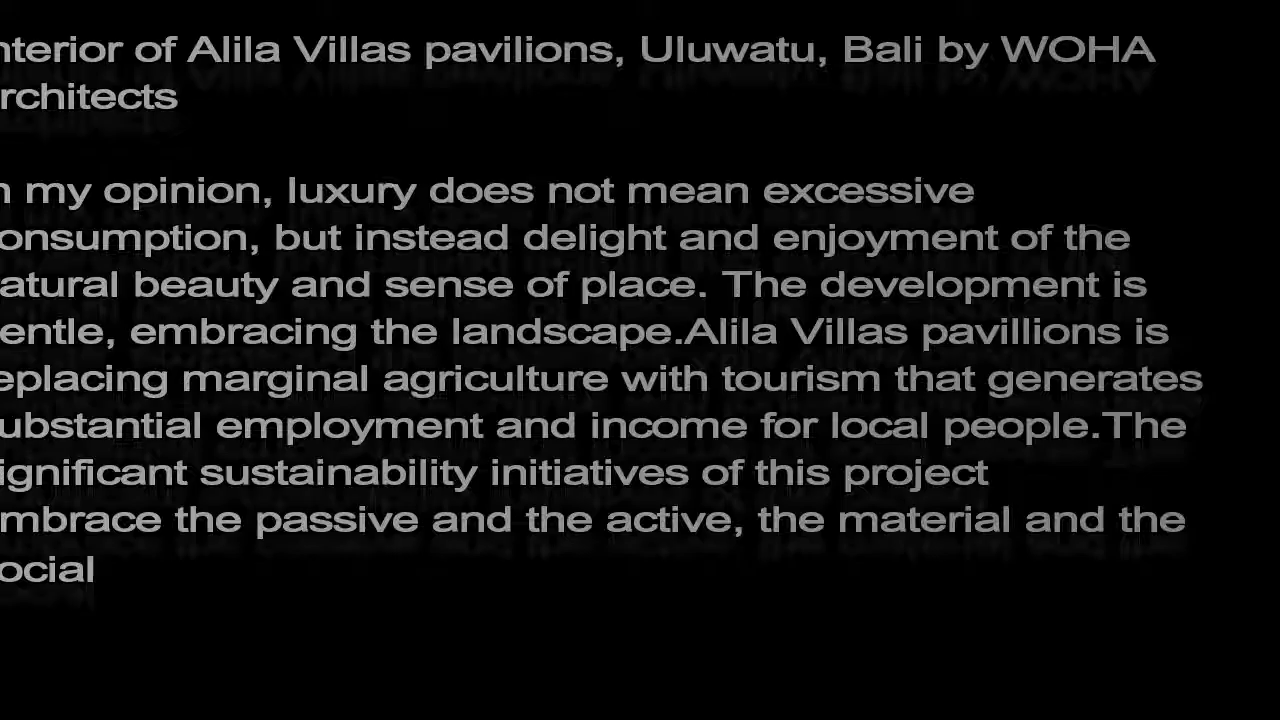 nterior of Alila Villas pavilions, Uluwatu, Bali by WOHA
rchitects
n my opinion, luxury does not mean excessive
onsumption, but instead delight and enjoyment of the
atural beauty and sense of place. The development is
entle, embracing the landscape.Alila Villas pavillions is
eplacing marginal agriculture with tourism that generates
ubstantial employment and income for local people.The
ignificant sustainability initiatives of this project
mbrace the passive and the active, the material and the
ocial